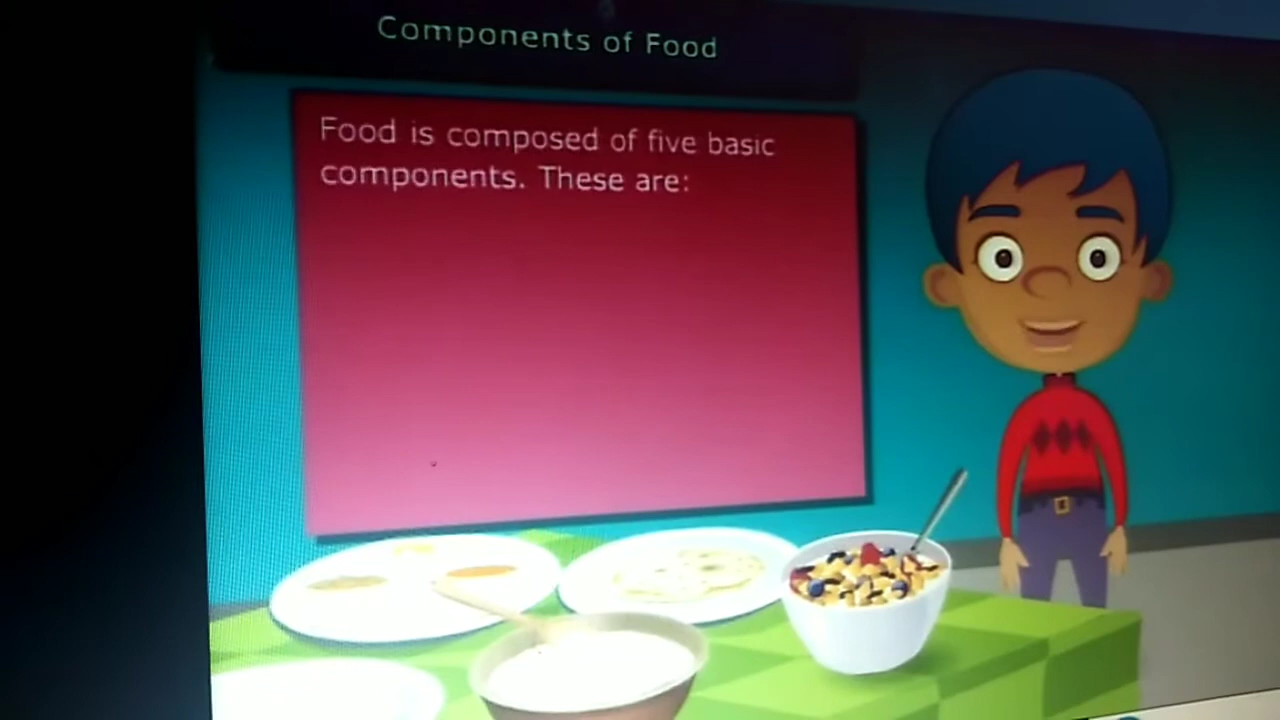 Components of Food
Food is composed of five basic
components. These are: